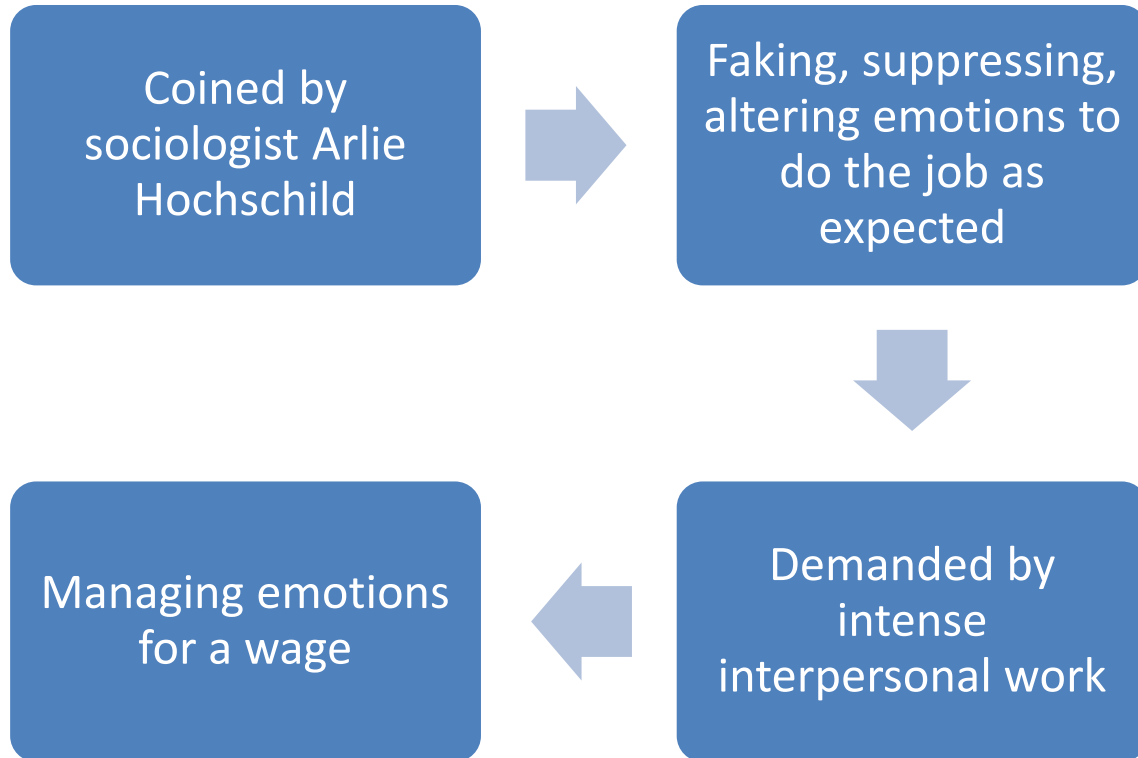 Coined by
sociologist Arlie
Hochschild
Faking, suppressing,
altering emotions to
do the job as
expected
Demanded by
intense
interpersonal work
Managing emotions
for a wage